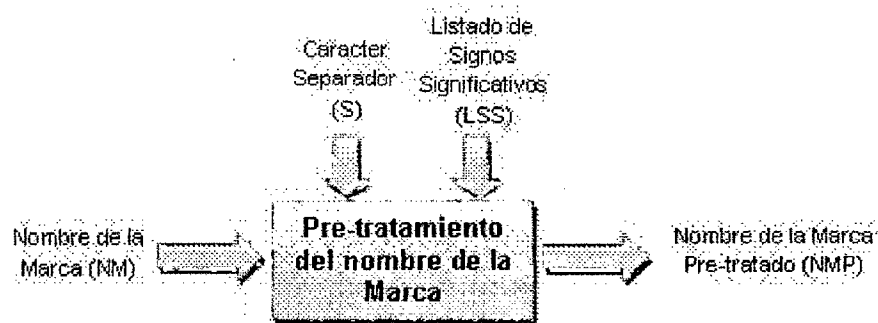 Caracter
Separador
(S)
Listado de
Signos
Significativos
(LSS)
Nombre de la
Marca (NM)
Pre-tratamiento
del nombre de la
Marca
Nombre de la Marca
Pre-tratado (NMP)